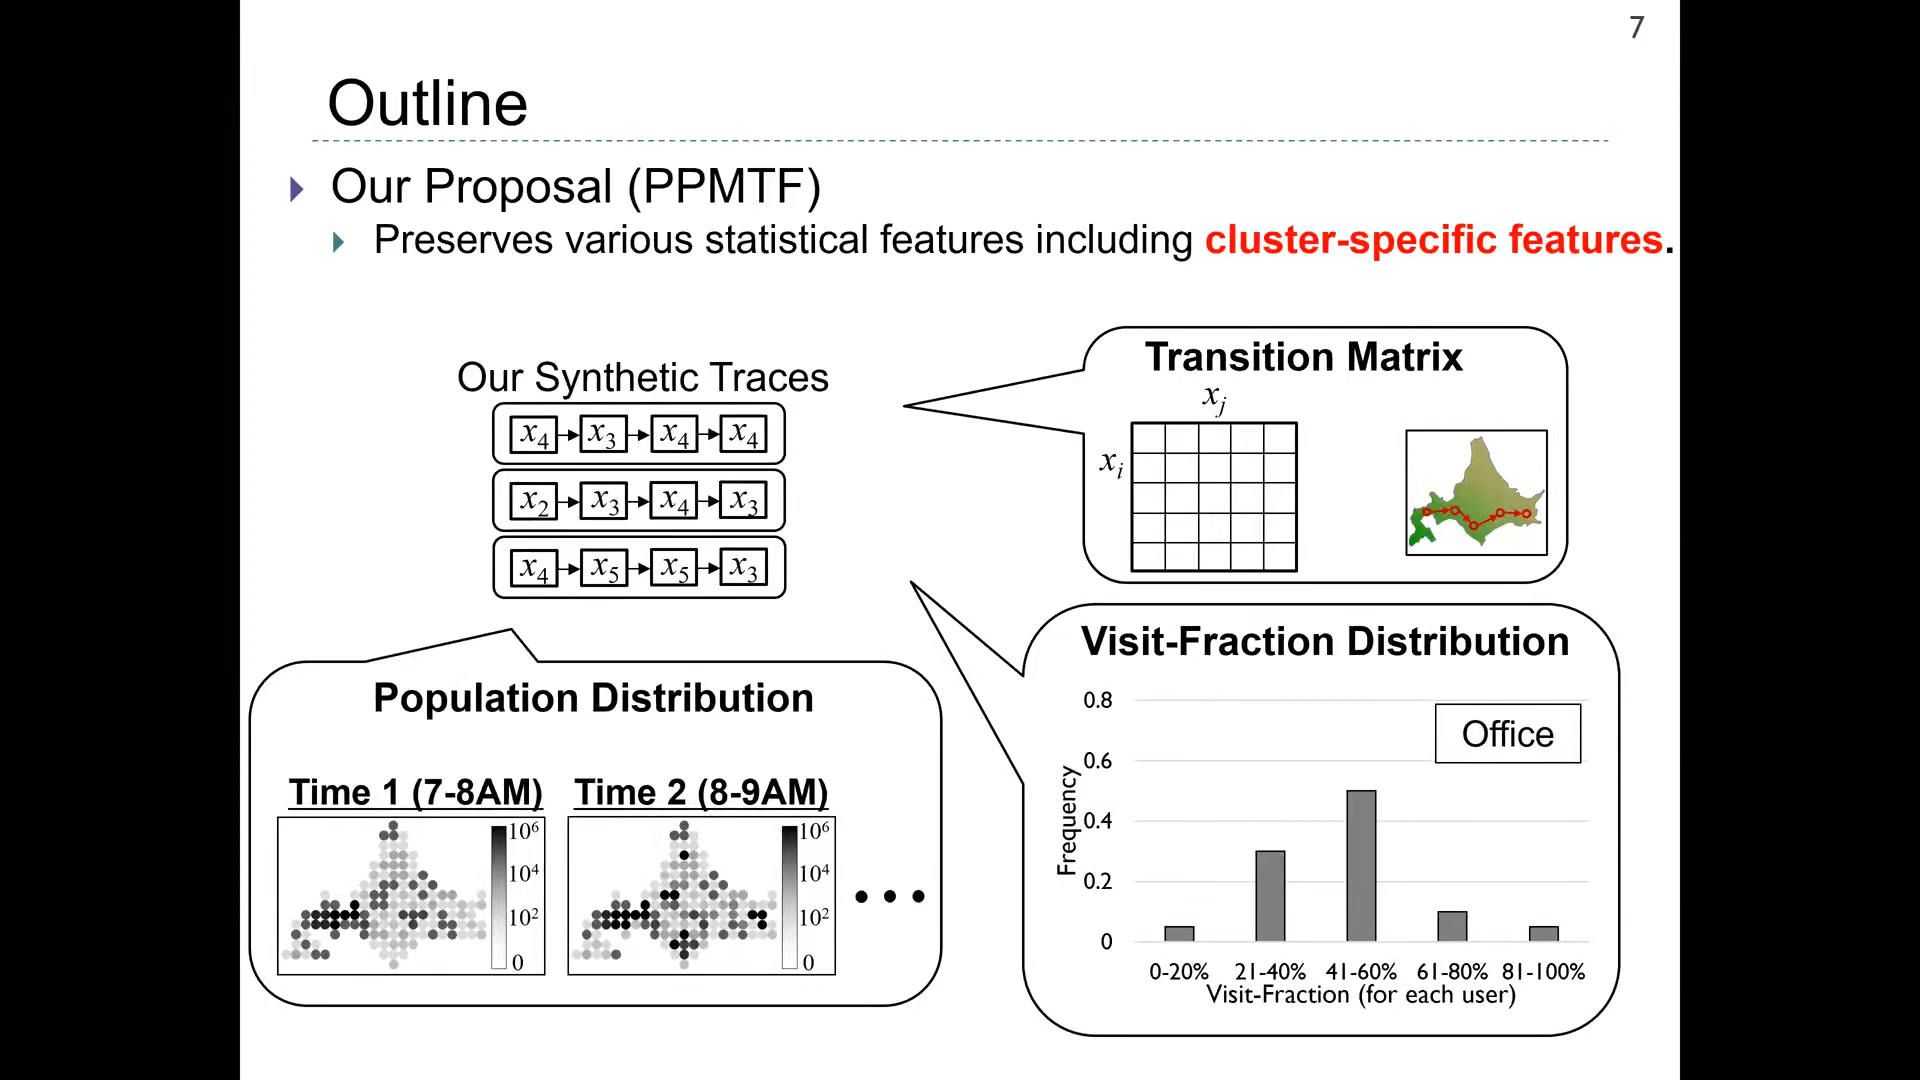 7
Outline
Our Proposal (PPMTF)
Preserves various statistical features including cluster-specific features.
Our Synthetic Traces
x4 x3 x4 x4
x2 x3 x4 x3
x4 x5 x5 x3
Transition Matrix
xj
xi
Population Distribution
Time 1 (7-8AM)
10^6
10^4
10^2
0
Time 2 (8-9AM)
10^6
10^4
10^2
0
• • •
Visit-Fraction Distribution
Office
Frequency
0.8
0.6
0.4
0.2
0
0-20% 21-40% 41-60% 61-80% 81-100%
Visit-Fraction (for each user)